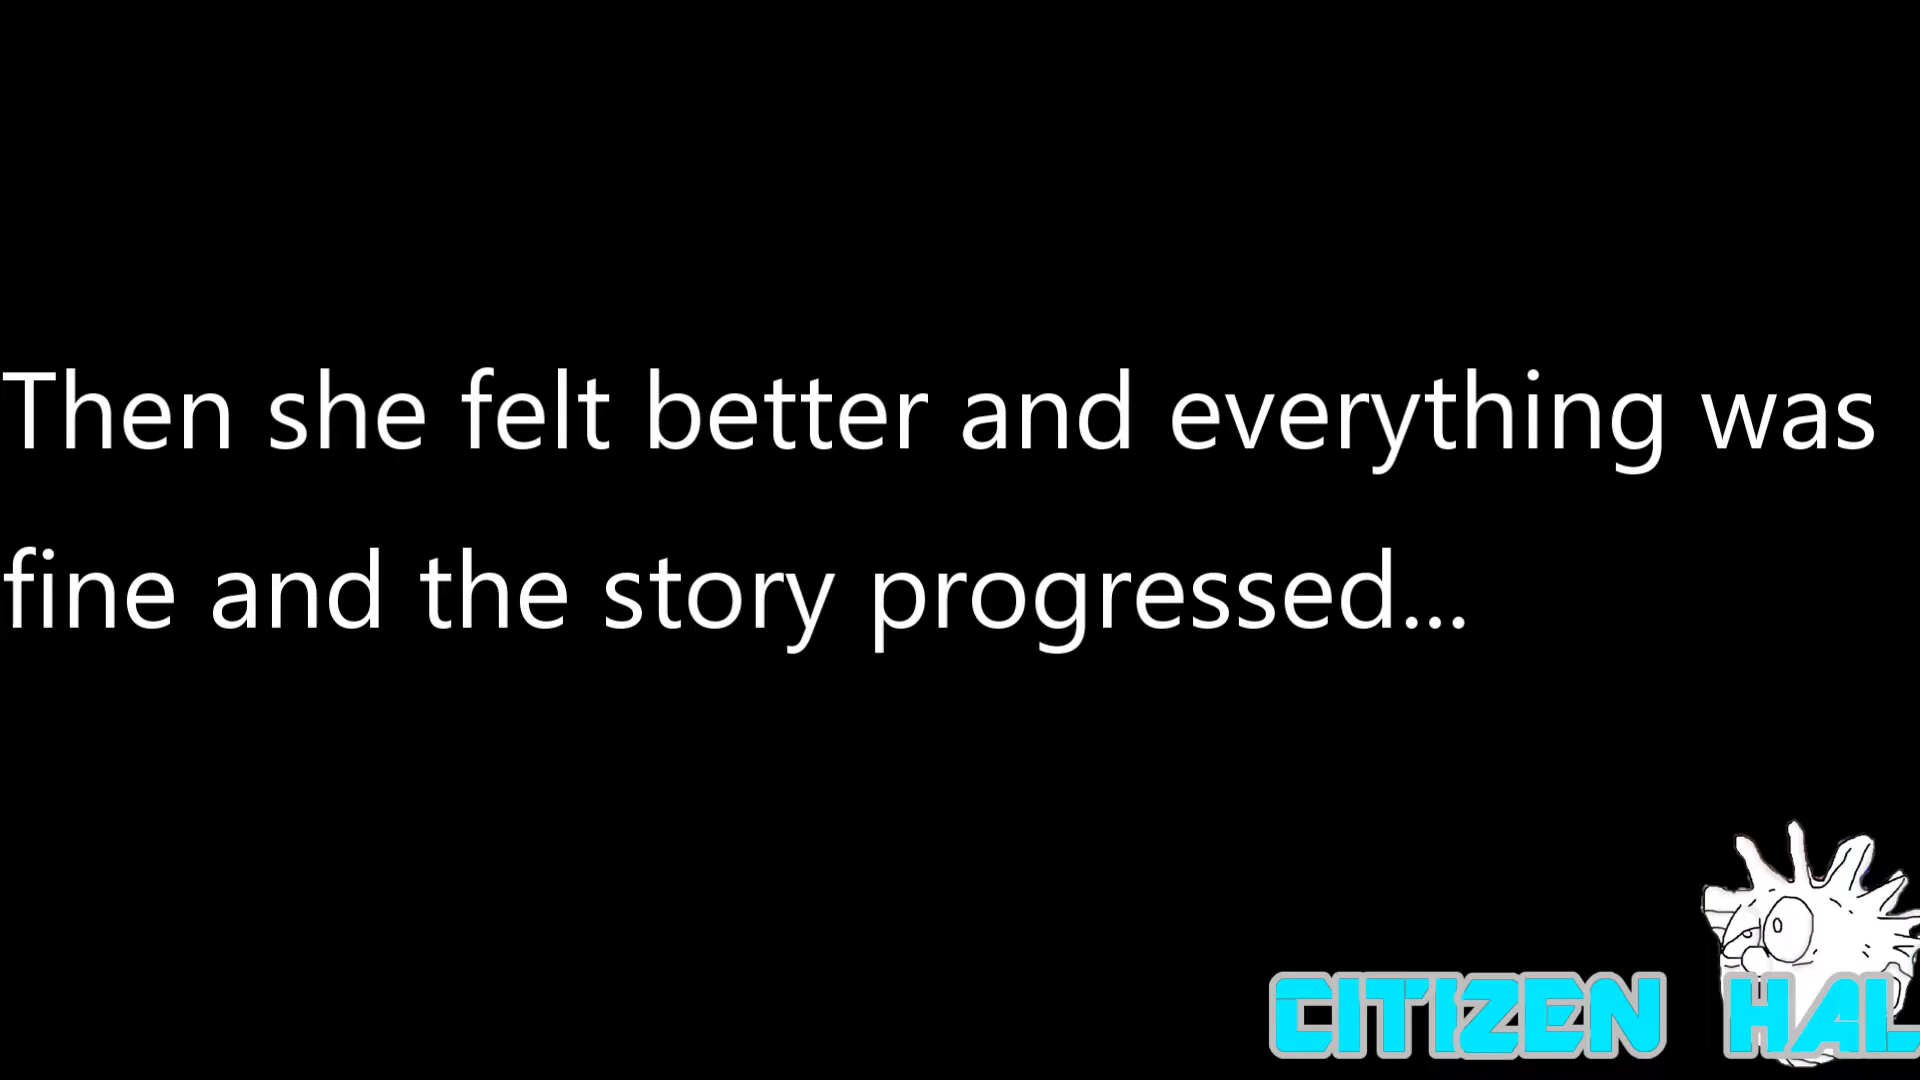 Then she felt better and everything was
fine and the story progressed...
CITIZEN HAL